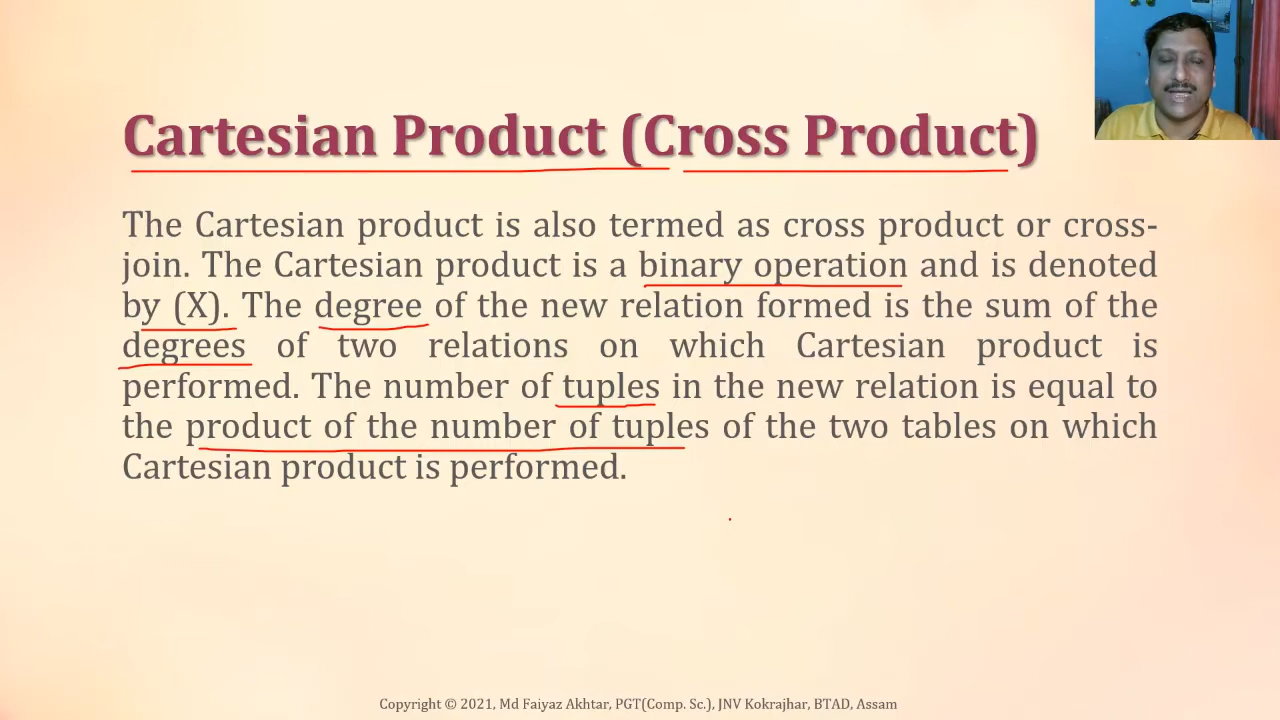 Cartesian Product (Cross Product)
The Cartesian product is also termed as cross product or cross-
join. The Cartesian product is a binary operation and is denoted
by (X). The degree of the new relation formed is the sum of the
degrees of two relations on which Cartesian product is
performed. The number of tuples in the new relation is equal to
the product of the number of tuples of the two tables on which
Cartesian product is performed.
Copyright © 2021, Md Faiyaz Akhtar, PGT(Comp. Sc.), JNV Kokrajhar, BTAD, Assam